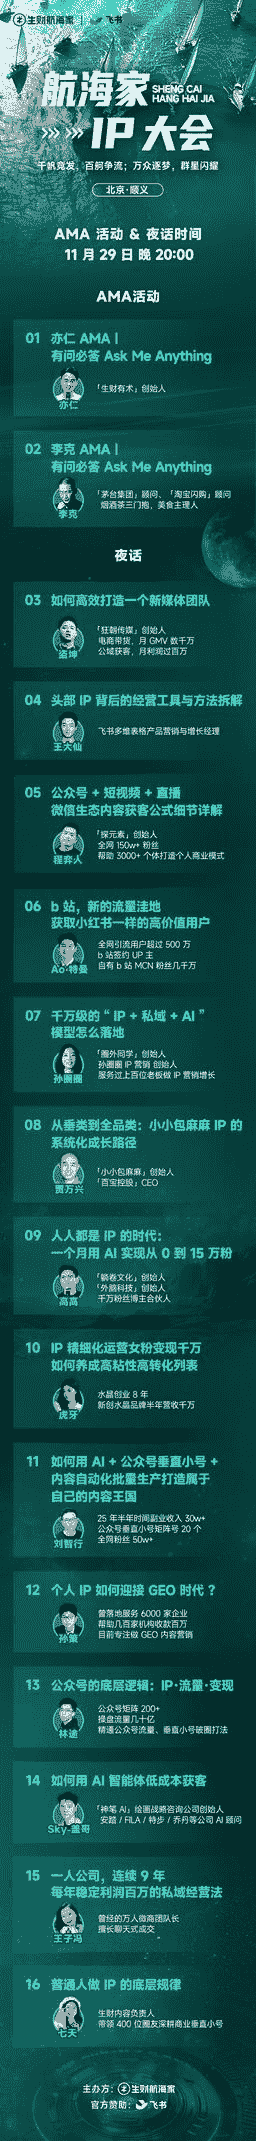 生财航海家 | 飞书
航海家
SHENG CAI
HANG HAI JIA
IP 大会
千帆竞发，百舸争流；万众逐梦，群星闪耀
北京·顺义
AMA 活动 & 夜话时间
11 月 29 日 晚 20:00
AMA活动
01 亦仁 AMA |
有问必答 Ask Me Anything
「生财有术」创始人
亦仁
02 李克 AMA |
有问必答 Ask Me Anything
「茅台集团」顾问、「淘宝闪购」顾问
烟酒茶三门抱，美食主理人
李克
夜话
03 如何高效打造一个新媒体团队
「狂朝传媒」创始人
电商带货，月 GMV 数千万
公域获客，月利润过百万
盗坤
04 头部 IP 背后的经营工具与方法拆解
飞书多维表格产品营销与增长经理
王大仙
05 公众号 + 短视频 + 直播
微信生态内容获客公式细节详解
「探元素」创始人
全网 150w+ 粉丝
帮助 3000+ 个体打造个人商业模式
程弈人
06 b 站，新的流量洼地
获取小红书一样的高价值用户
全网引流用户超过 500 万
b 站签约 UP 主
自有 b 站 MCN 粉丝几千万
Ao·特曼
07 千万级的 “ IP + 私域 + AI ”
模型怎么落地
「圈外同学」创始人
孙圈圈 IP 营销 创始人
服务过上百位老板做 IP 营销增长
孙圈圈
08 从垂类到全品类：小小包麻麻 IP 的
系统化成长路径
「小小包麻麻」创始人
「百宝控股」CEO
贾万兴
09 人人都是 IP 的时代：
一个月用 AI 实现从 0 到 15 万粉
「躺卷文化」创始人
「外脑科技」创始人
千万粉丝博主合伙人
高高
10 IP 精细化运营女粉变现千万
如何养成高粘性高转化列表
水晶创业 8 年
新创水晶品牌半年营收千万
虎牙
11 如何用 AI + 公众号垂直小号 +
内容自动化批量生产打造属于
自己的内容王国
25 年半年时间副业收入 30w+
公众号垂直小号矩阵号 20 个
全网粉丝 50w+
刘智行
12 个人 IP 如何迎接 GEO 时代 ?
曾落地服务 6000 家企业
帮助几百家机构收款百万
目前专注做 GEO 内容营销
孙策
13 公众号的底层逻辑：IP·流量·变现
公众号矩阵 200+
操盘流量几十亿
精通公众号流量、垂直小号破圈打法
林途
14 如何用 AI 智能体低成本获客
「神笔 AI」绘画战略咨询公司创始人
安踏 / FILA / 特步 / 乔丹等公司 AI 顾问
Sky-盖哥
15 一人公司，连续 9 年
每年稳定利润百万的私域经营法
曾经的万人微商团队长
擅长聊天式成交
王子冯
16 普通人做 IP 的底层规律
生财内容负责人
带领 400 位圈友深耕商业垂直小号
七天
主办方： 生财航海家
官方赞助： 飞书